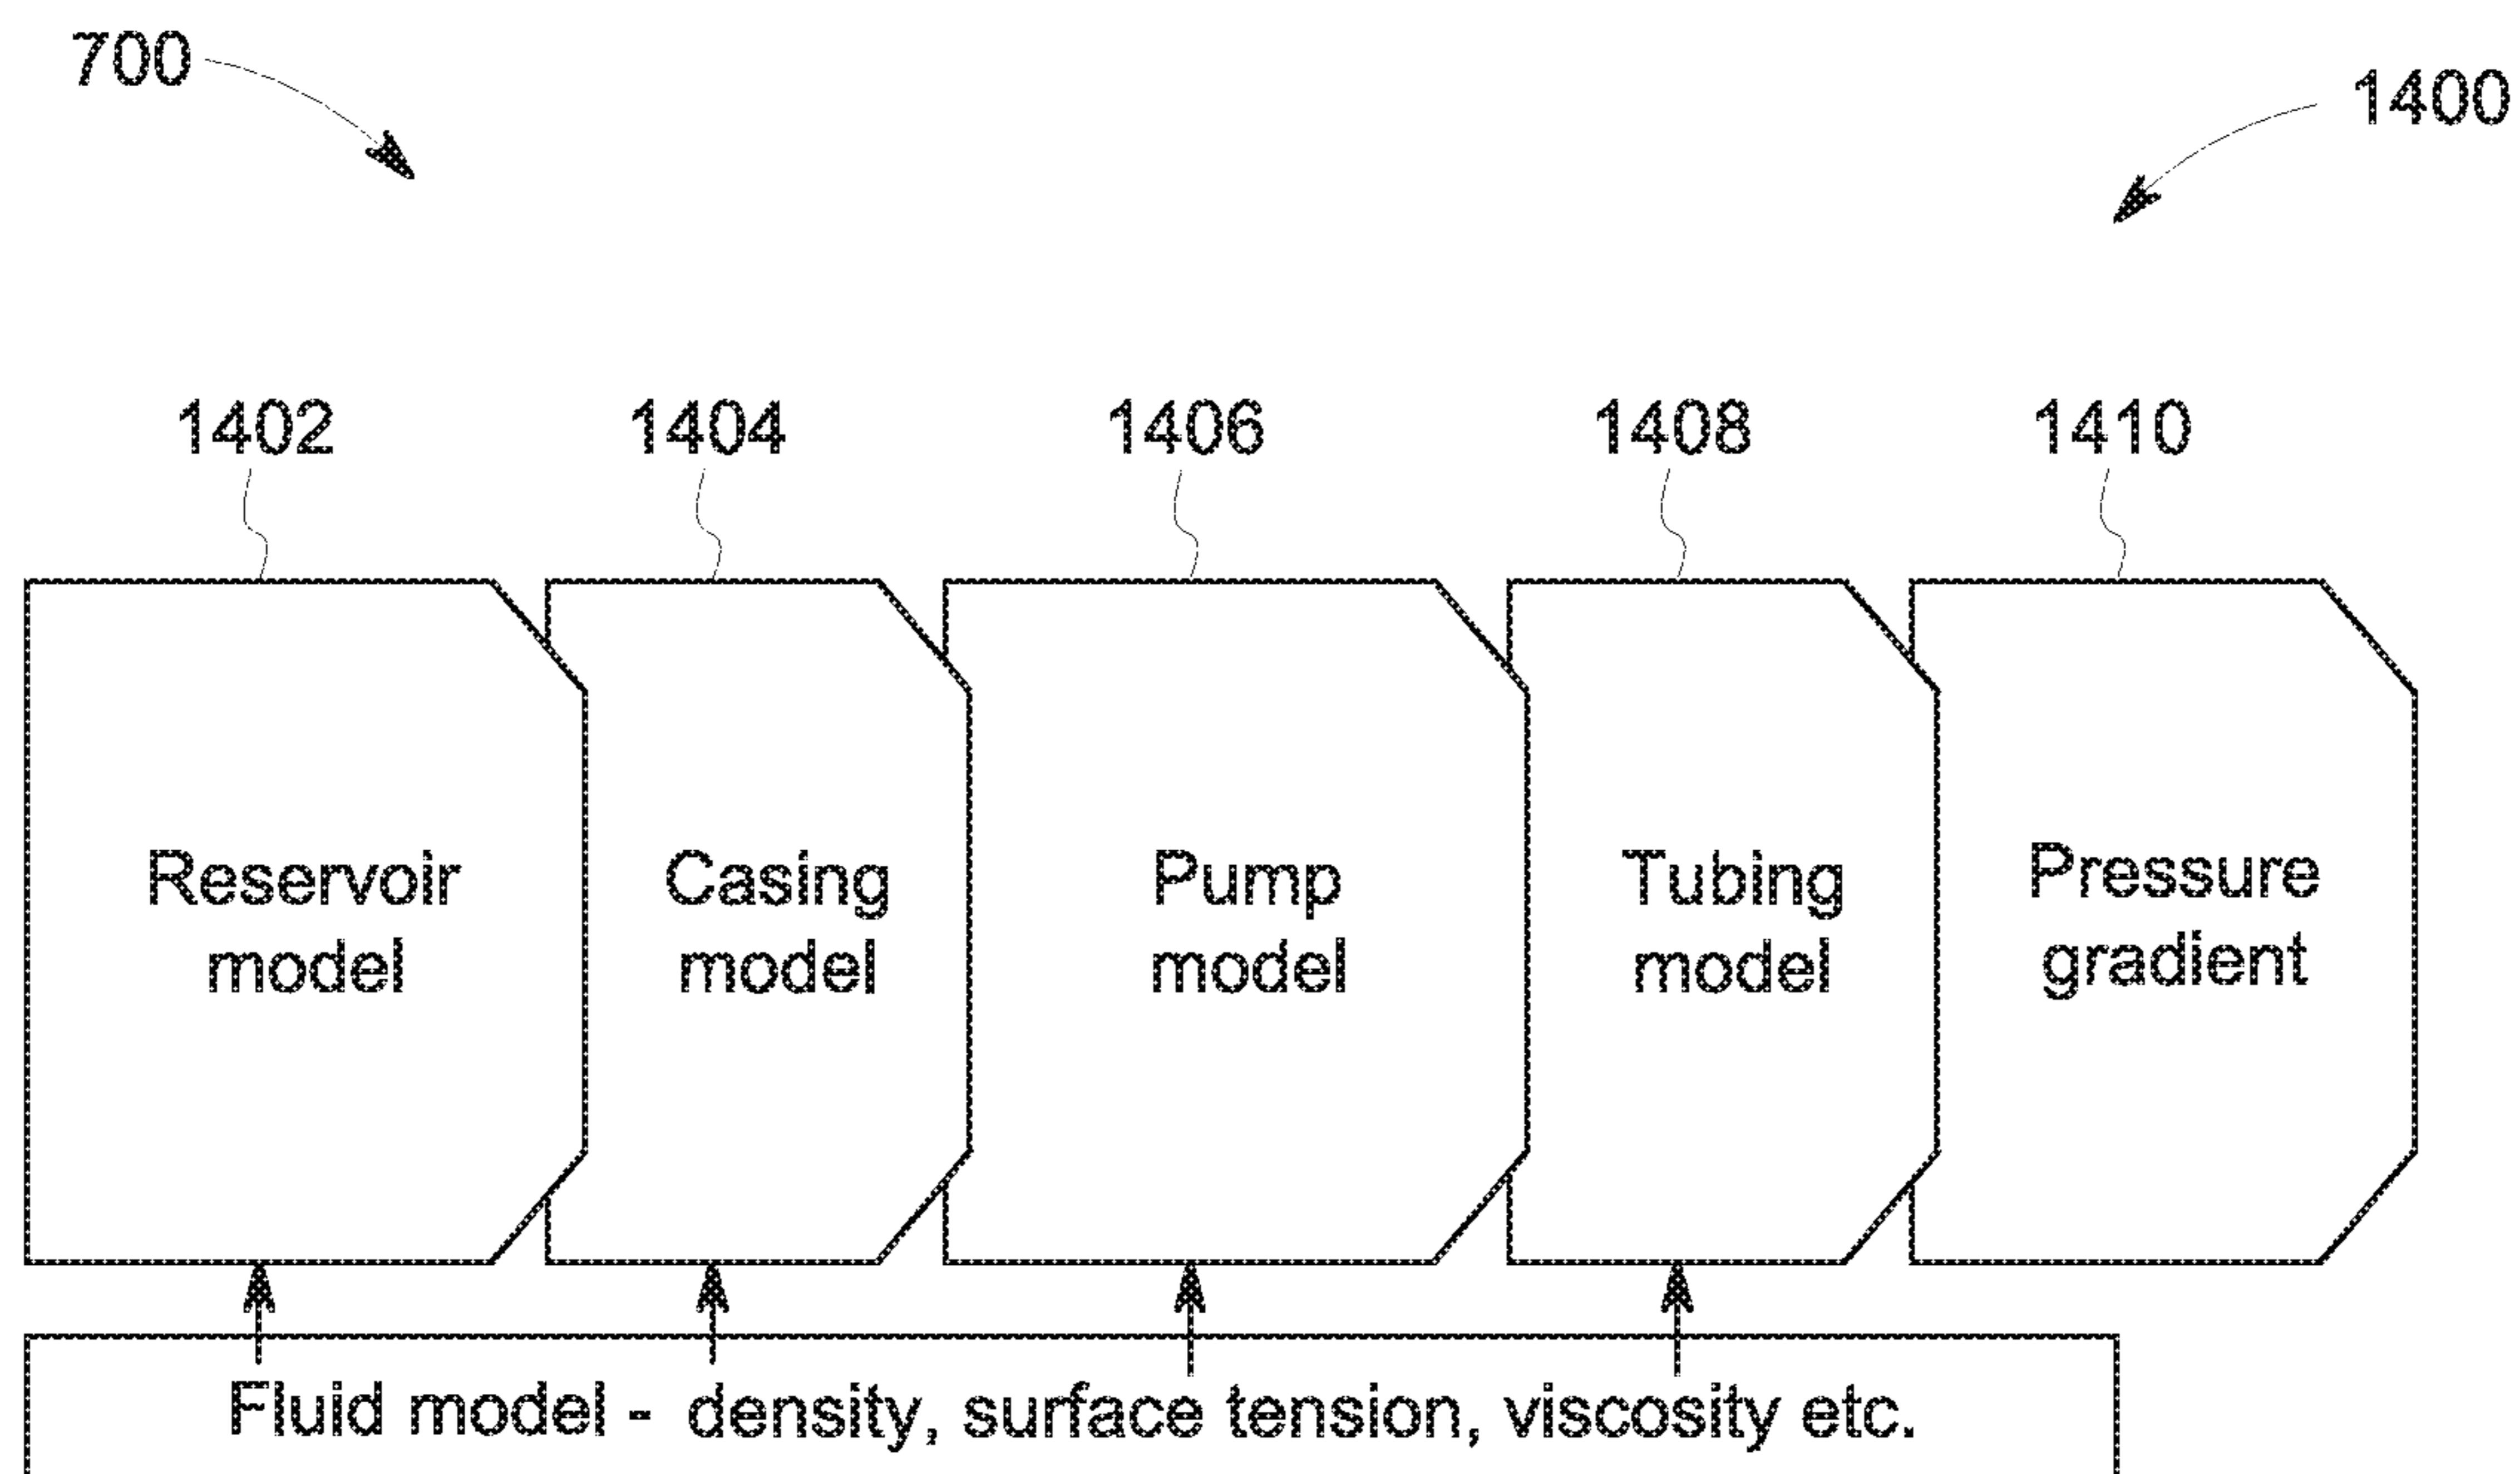 700
1400
1402
1404
1406
1408
1410
Reservoir
model
Casing
model
Pump
model
Tubing
model
Pressure
gradient
Fluid model - density, surface tension, viscosity etc.